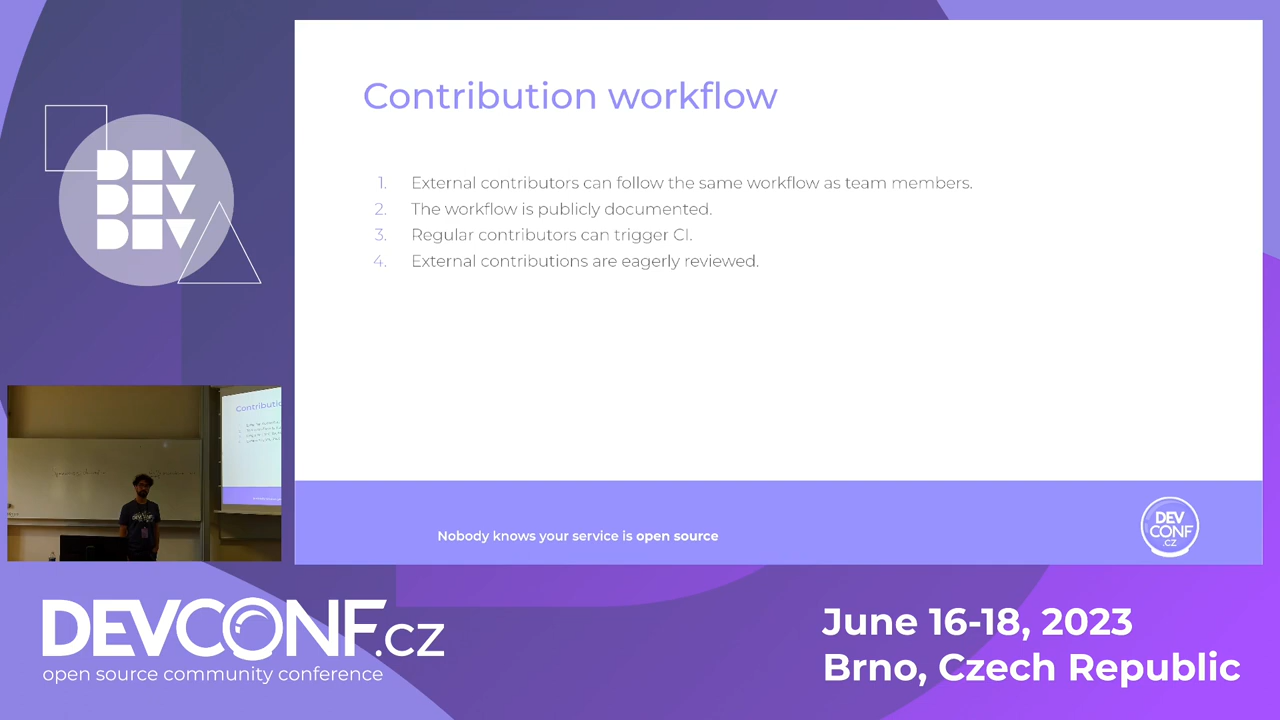 Contribution workflow
1. External contributors can follow the same workflow as team members.
2. The workflow is publicly documented.
3. Regular contributors can trigger CI.
4. External contributions are eagerly reviewed.
Nobody knows your service is open source
DEV
CONF
.CZ
DEV
DEV
DEV
Contributio
DEVCONF.cz
open source community conference
June 16-18, 2023
Brno, Czech Republic